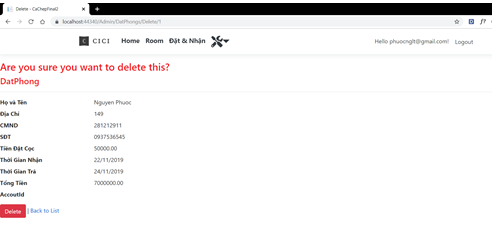 Delete - CaChepFinal2
localhost:44340/Admin/DatPhongs/Delete/1
C CICI Home Room Đặt & Nhận Hello phuocnglt@gmail.com! Logout
Are you sure you want to delete this?
DatPhong
Họ và Tên Nguyen Phuoc
Địa Chỉ 149
CMND 281212911
SĐT 0937536545
Tiền Đặt Cọc 50000.00
Thời Gian Nhận 22/11/2019
Thời Gian Trả 24/11/2019
Tổng Tiền 7000000.00
AccoutId
Delete | Back to List